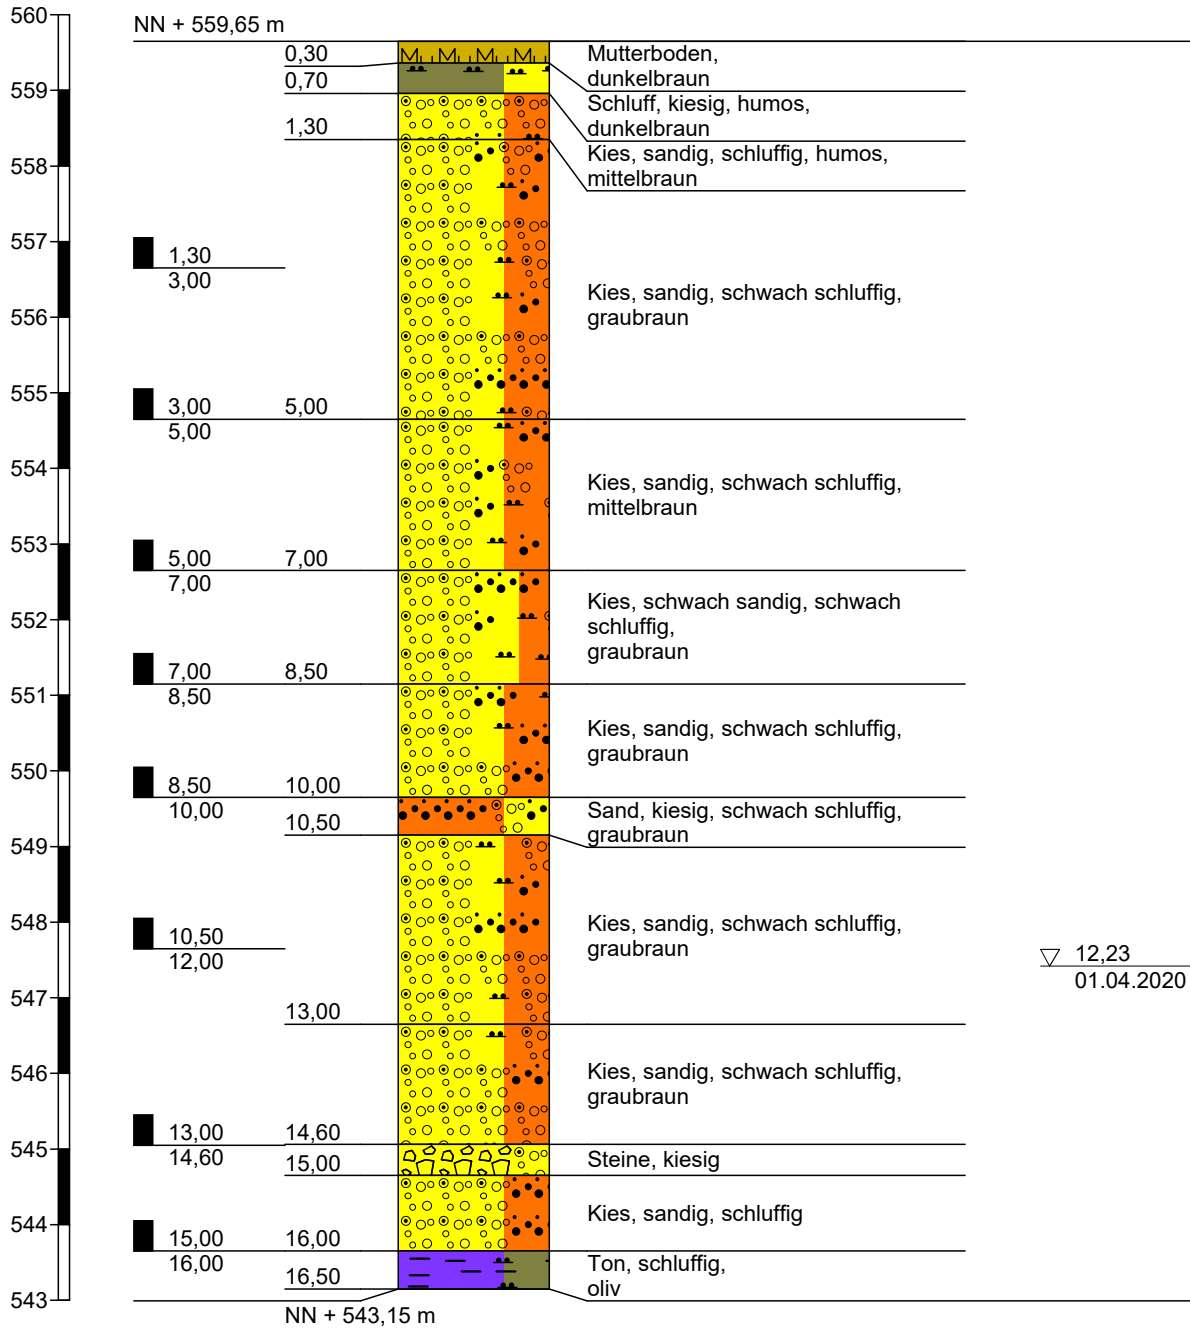 560
NN + 559,65 m
0,30
Mutterboden,
dunkelbraun
0,70
559
Schluff, kiesig, humos,
dunkelbraun
1,30
Kies, sandig, schluffig, humos,
mittelbraun
558
557
1,30
3,00
Kies, sandig, schwach schluffig,
graubraun
556
555
3,00 5,00
5,00
554
Kies, sandig, schwach schluffig,
mittelbraun
553
5,00 7,00
7,00
552
Kies, schwach sandig, schwach
schluffig,
graubraun
7,00 8,50
8,50
551
Kies, sandig, schwach schluffig,
graubraun
550
8,50 10,00
10,00
Sand, kiesig, schwach schluffig,
graubraun
10,50
549
548
Kies, sandig, schwach schluffig,
graubraun
10,50
12,00
12,23
01.04.2020
547
13,00
546
Kies, sandig, schwach schluffig,
graubraun
13,00 14,60
14,60
545
15,00
Steine, kiesig
544
Kies, sandig, schluffig
15,00 16,00
16,00
Ton, schluffig,
oliv
16,50
543
NN + 543,15 m